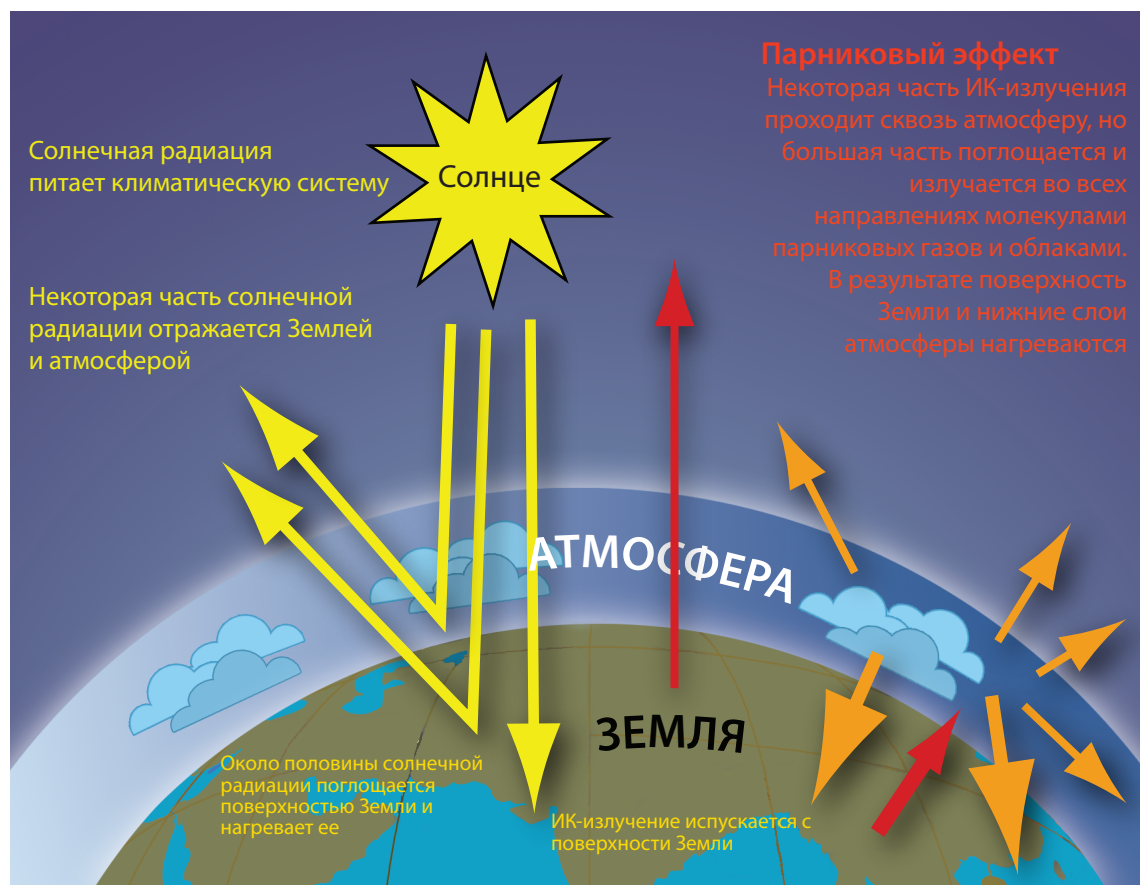 Парниковый эффект
Некоторая часть ИК-излучения
проходит сквозь атмосферу, но
большая часть поглощается и
излучается во всех
направлениях молекулами
парниковых газов и облаками.
В результате поверхность
Земли и нижние слои
атмосферы нагреваются
Солнечная радиация
питает климатическую систему
Солнце
Некоторая часть солнечной
радиации отражается Землей
и атмосферой
АТМОСФЕРА
ЗЕМЛЯ
Около половины солнечной
радиации поглощается
поверхностью Земли и
нагревает ее
ИК-излучение испускается с
поверхности Земли